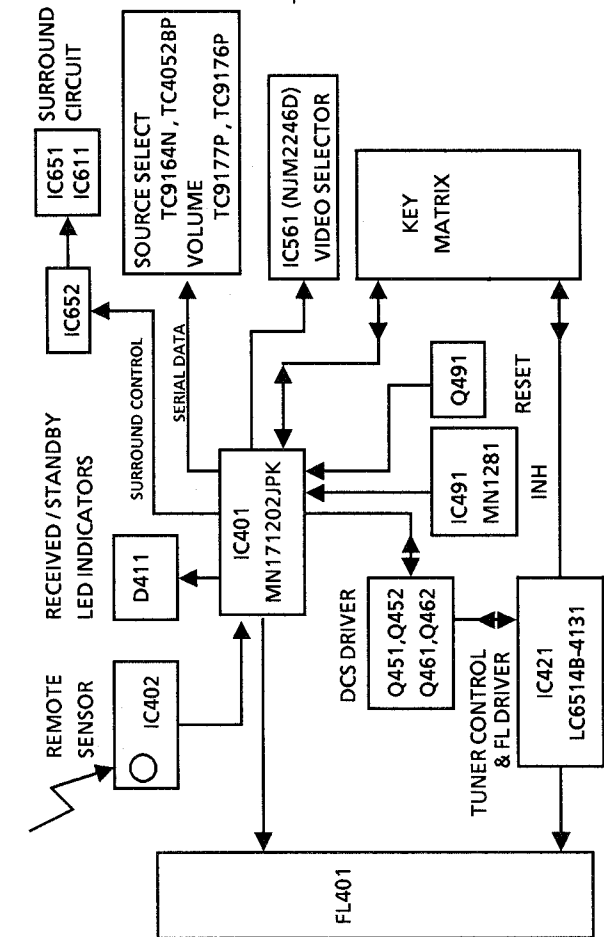 REMOTE
SENSOR
IC402
RECEIVED / STANDBY
LED INDICATORS
D411
SURROUND CONTROL
IC652
IC651
IC611
SURROUND
CIRCUIT
SERIAL DATA
SOURCE SELECT
TC9164N , TC4052BP
VOLUME
TC9177P , TC9176P
IC401
MN171202JPK
IC561 (NJM2246D)
VIDEO SELECTOR
FL401
DCS DRIVER
Q451,Q452
Q461,Q462
IC491
MN1281
Q491
RESET
INH
KEY
MATRIX
TUNER CONTROL
& FL DRIVER
IC421
LC6514B-4131